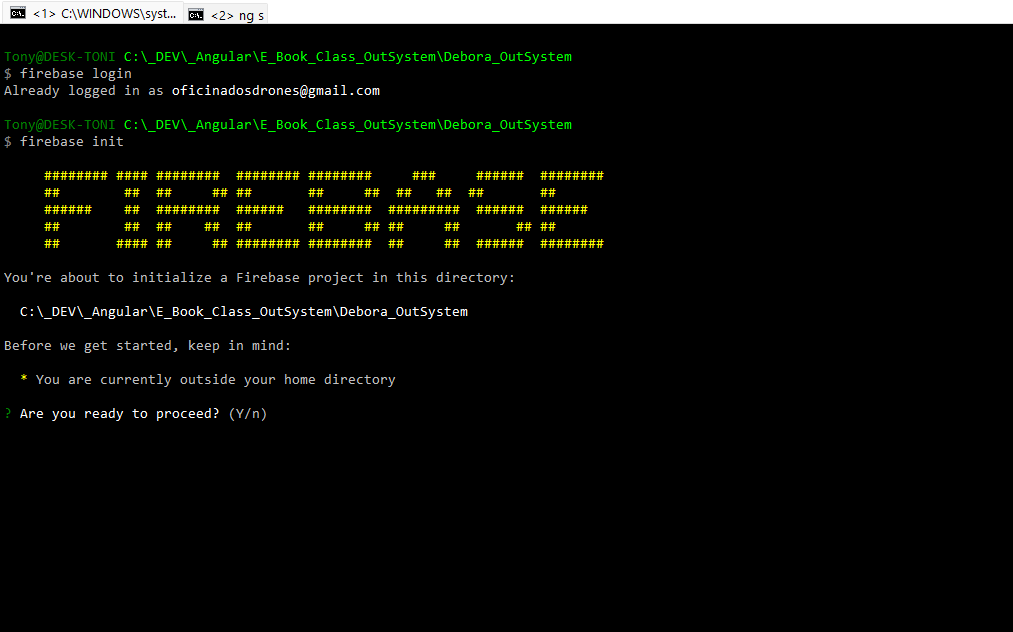 <1> C:\WINDOWS\syst... <2> ng s
Tony@DESK-TONI C:\_DEV\_Angular\E_Book_Class_OutSystem\Debora_OutSystem
$ firebase login
Already logged in as oficinadosdrones@gmail.com
Tony@DESK-TONI C:\_DEV\_Angular\E_Book_Class_OutSystem\Debora_OutSystem
$ firebase init
FIREBASE
You're about to initialize a Firebase project in this directory:
C:\_DEV\_Angular\E_Book_Class_OutSystem\Debora_OutSystem
Before we get started, keep in mind:
* You are currently outside your home directory
? Are you ready to proceed? (Y/n)